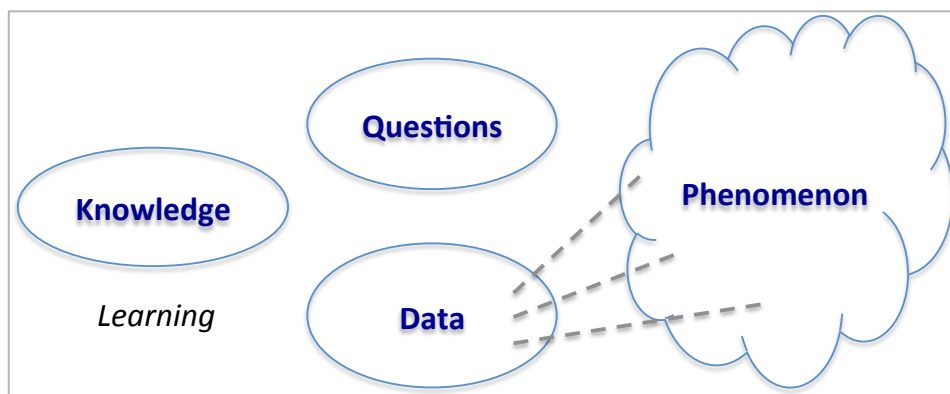 Questions
Knowledge
Phenomenon
Learning
Data